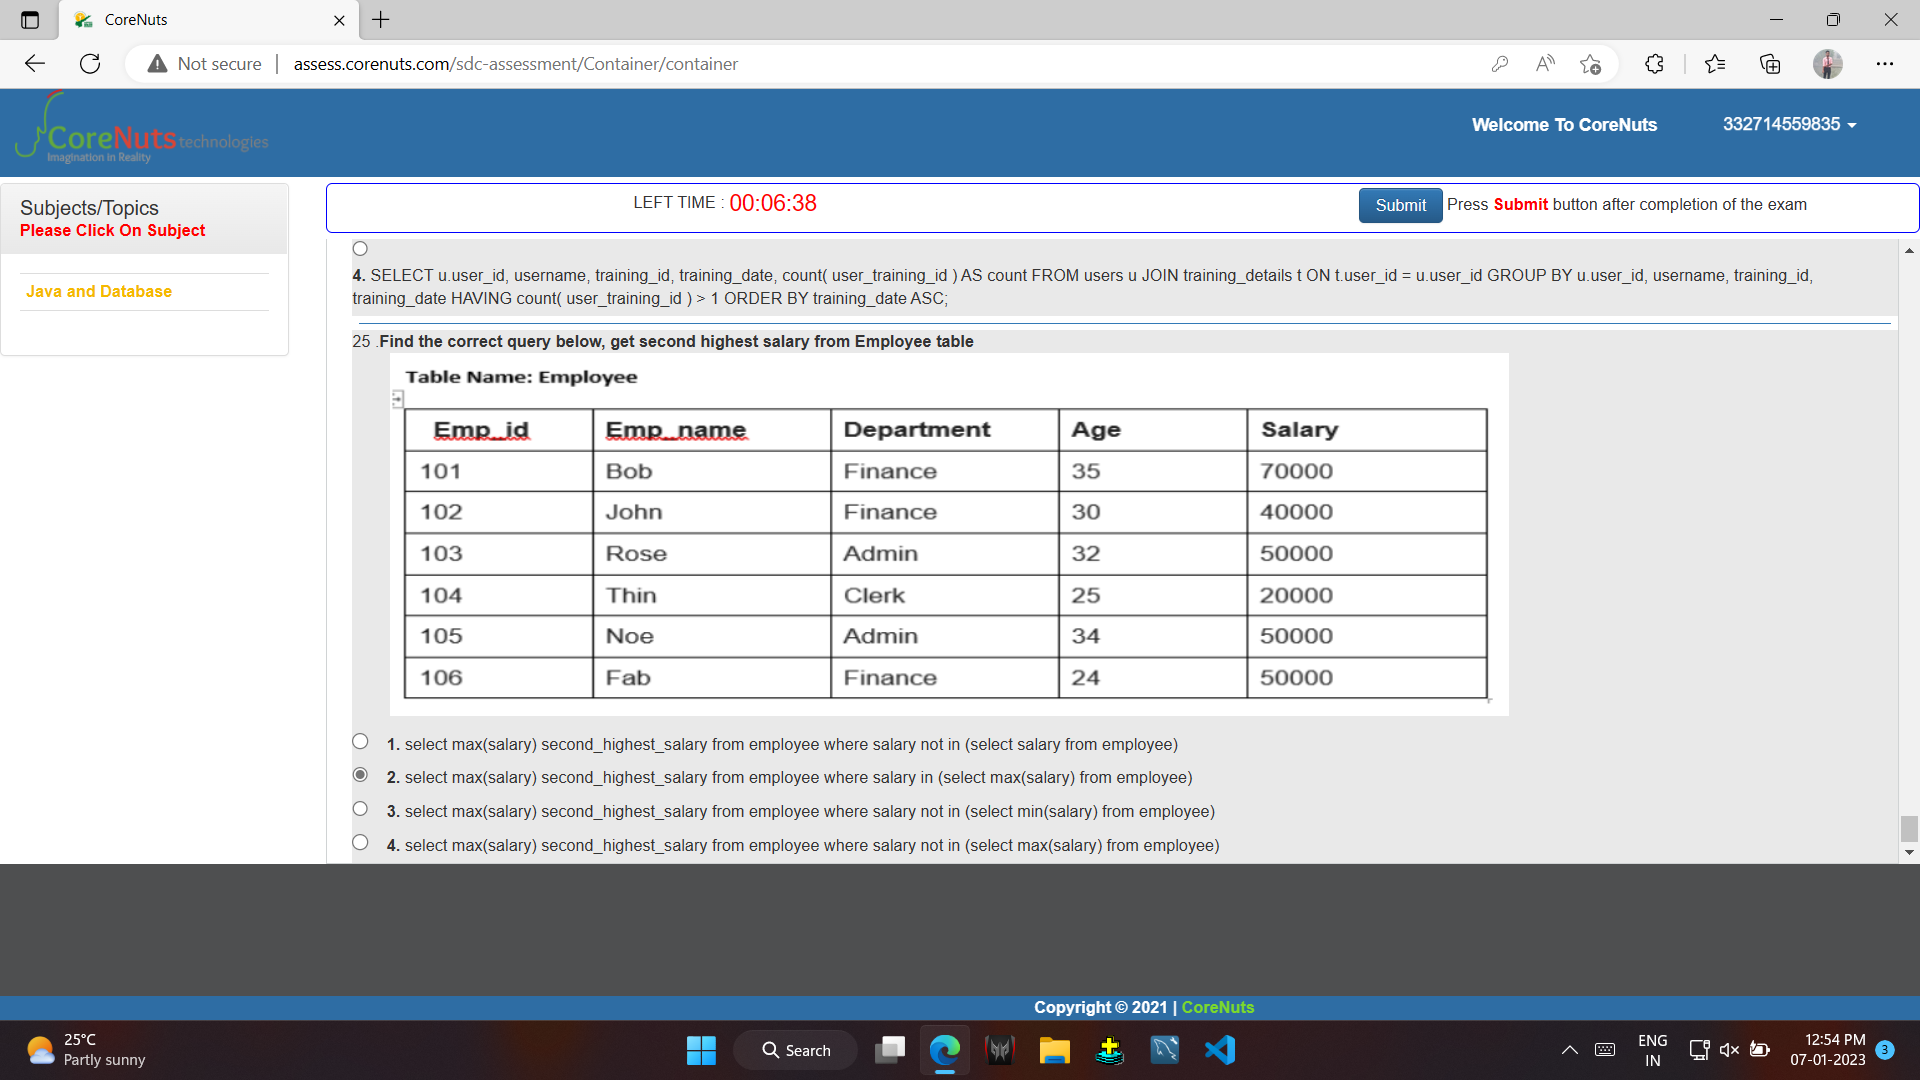 CoreNuts
Not secure
assess.corenuts.com/sdc-assessment/Container/container
CoreNuts technologies
Imagination in Reality
Welcome To CoreNuts
332714559835
Subjects/Topics
Please Click On Subject
Java and Database
LEFT TIME : 00:06:38
Submit Press Submit button after completion of the exam
4. SELECT u.user_id, username, training_id, training_date, count( user_training_id ) AS count FROM users u JOIN training_details t ON t.user_id = u.user_id GROUP BY u.user_id, username, training_id,
training_date HAVING count( user_training_id ) > 1 ORDER BY training_date ASC;
25 .Find the correct query below, get second highest salary from Employee table
Table Name: Employee
Emp_id Emp_name Department Age Salary
101 Bob Finance 35 70000
102 John Finance 30 40000
103 Rose Admin 32 50000
104 Thin Clerk 25 20000
105 Noe Admin 34 50000
106 Fab Finance 24 50000
1. select max(salary) second_highest_salary from employee where salary not in (select salary from employee)
2. select max(salary) second_highest_salary from employee where salary in (select max(salary) from employee)
3. select max(salary) second_highest_salary from employee where salary not in (select min(salary) from employee)
4. select max(salary) second_highest_salary from employee where salary not in (select max(salary) from employee)
Copyright © 2021 | CoreNuts
25°C
Partly sunny
Search
ENG
IN
12:54 PM
07-01-2023
3